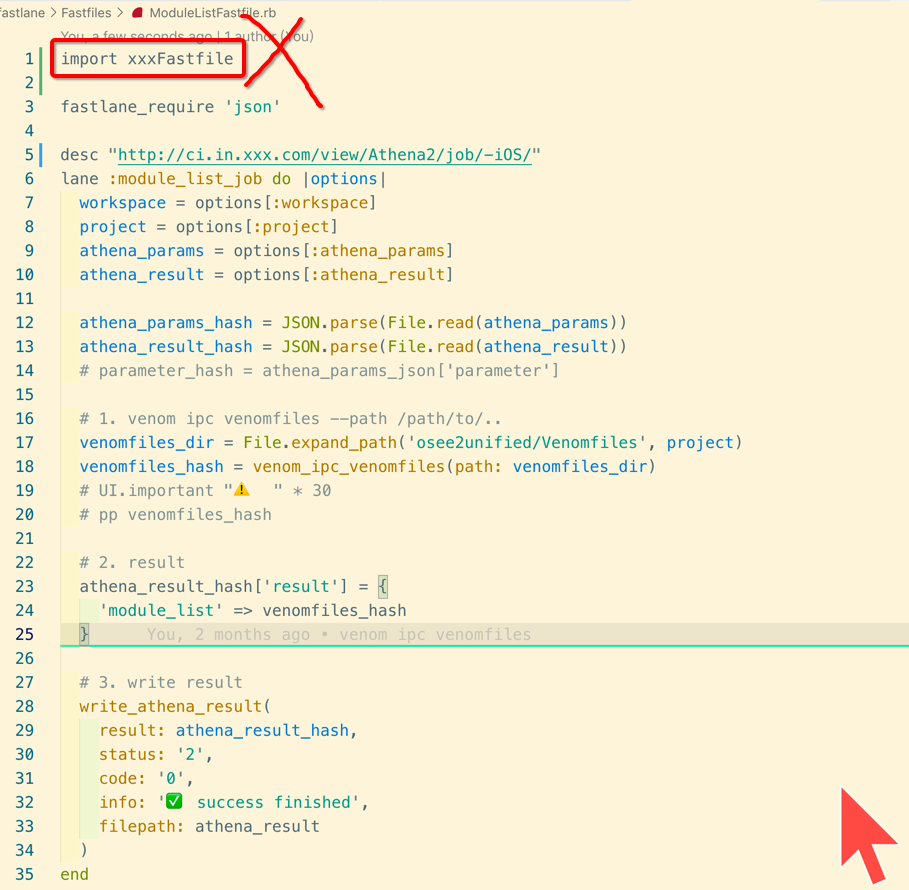 fastlane > Fastfiles > ModuleListFastfile.rb
You, a few seconds ago | 1 author (You)
1 import xxxFastfile
2
3 fastlane_require 'json'
4
5 desc "http://ci.in.xxx.com/view/Athena2/job/-iOS/"
6 lane :module_list_job do |options|
7 workspace = options[:workspace]
8 project = options[:project]
9 athena_params = options[:athena_params]
10 athena_result = options[:athena_result]
11
12 athena_params_hash = JSON.parse(File.read(athena_params))
13 athena_result_hash = JSON.parse(File.read(athena_result))
14 # parameter_hash = athena_params_json['parameter']
15
16 # 1. venom ipc venomfiles --path /path/to/..
17 venomfiles_dir = File.expand_path('osee2unified/Venomfiles', project)
18 venomfiles_hash = venom_ipc_venomfiles(path: venomfiles_dir)
19 # UI.important "⚠️ " * 30
20 # pp venomfiles_hash
21
22 # 2. result
23 athena_result_hash['result'] = {
24 'module_list' => venomfiles_hash
25 } You, 2 months ago • venom ipc venomfiles
26
27 # 3. write result
28 write_athena_result(
29 result: athena_result_hash,
30 status: '2',
31 code: '0',
32 info: '✅ success finished',
33 filepath: athena_result
34 )
35 end